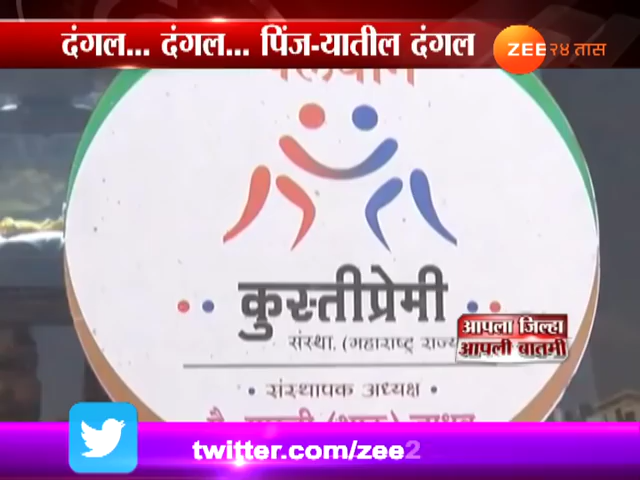 दंगल... दंगल... पिंज-यातील दंगल
ZEE २४ तास
कुस्तीप्रेमी
संस्था. (महाराष्ट्र राज्य
आपला जिल्हा
आपली बातमी
• संस्थापक अध्यक्ष •
twitter.com/zee2